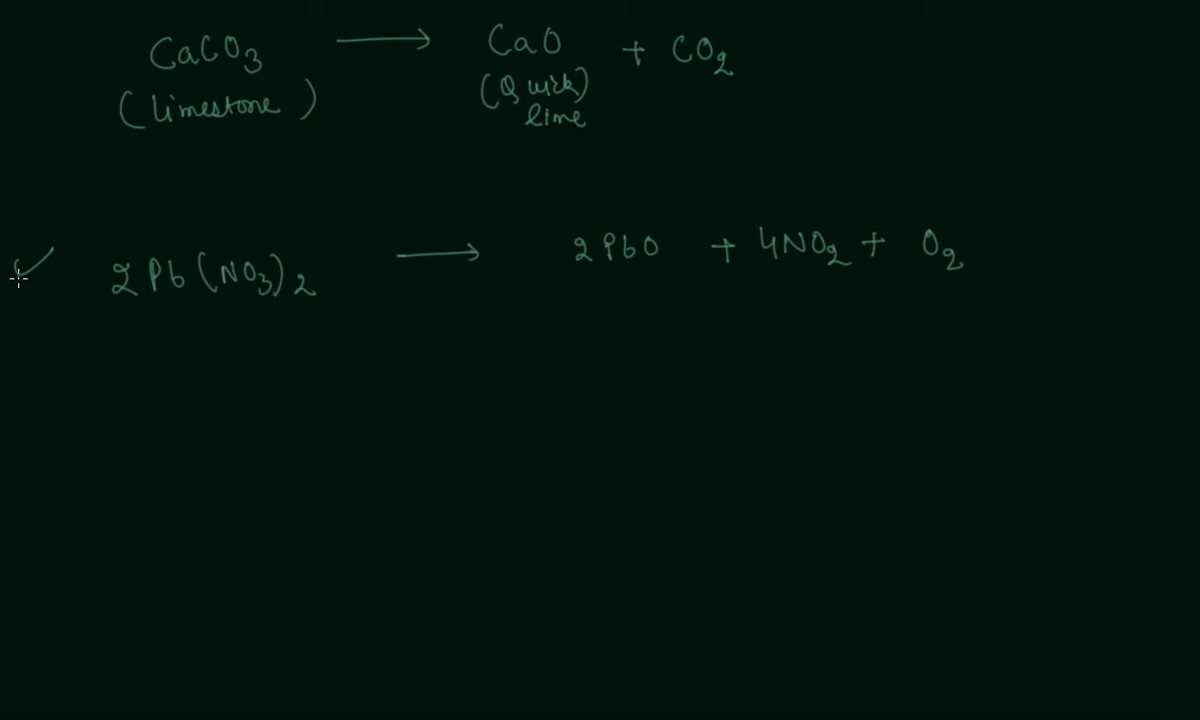 CaCO₃ ⟶ CaO + CO₂
(limestone) (Quick
lime)
2Pb(NO₃)₂ ⟶ 2PbO + 4NO₂ + O₂